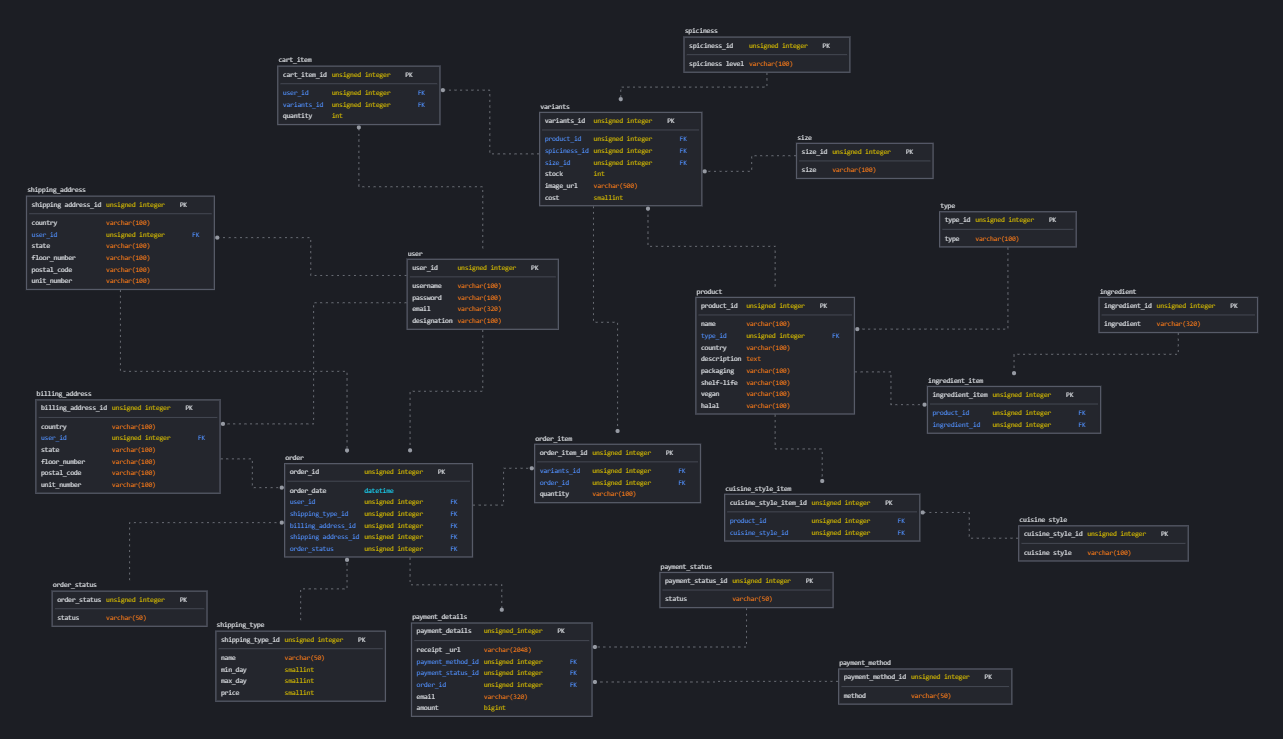 spiciness
spiciness_id unsigned integer PK
spiciness level varchar(100)
cart_item
cart_item_id unsigned integer PK
user_id unsigned integer FK
variants_id unsigned integer FK
quantity int
variants
variants_id unsigned integer PK
product_id unsigned integer FK
spiciness_id unsigned integer FK
size_id unsigned integer FK
stock int
image_url varchar(500)
cost smallint
size
size_id unsigned integer PK
size varchar(100)
shipping_address
shipping address_id unsigned integer PK
country varchar(100)
user_id unsigned integer FK
state varchar(100)
floor_number varchar(100)
postal_code varchar(100)
unit_number varchar(100)
type
type_id unsigned integer PK
type varchar(100)
user
user_id unsigned integer PK
username varchar(100)
password varchar(100)
email varchar(320)
designation varchar(100)
product
product_id unsigned integer PK
name varchar(100)
type_id unsigned integer FK
country varchar(100)
description text
packaging varchar(100)
shelf-life varchar(100)
vegan varchar(100)
halal varchar(100)
ingredient
ingredient_id unsigned integer PK
ingredient varchar(320)
ingredient_item
ingredient_item unsigned integer PK
product_id unsigned integer FK
ingredient_id unsigned integer FK
billing_address
billing_address_id unsigned integer PK
country varchar(100)
user_id unsigned integer FK
state varchar(100)
floor_number varchar(100)
postal_code varchar(100)
unit_number varchar(100)
order_item
order_item_id unsigned integer PK
variants_id unsigned integer FK
order_id unsigned integer FK
quantity varchar(100)
order
order_id unsigned integer PK
order_date datetime
user_id unsigned integer FK
shipping_type_id unsigned integer FK
billing_address_id unsigned integer FK
shipping address_id unsigned integer FK
order_status unsigned integer FK
cuisine_style_item
cuisine_style_item_id unsigned integer PK
product_id unsigned integer FK
cuisine_style_id unsigned integer FK
cuisine style
cuisine_style_id unsigned integer PK
cuisine style varchar(100)
payment_status
payment_status_id unsigned integer PK
status varchar(50)
order_status
order_status unsigned integer PK
status varchar(50)
shipping_type
shipping_type_id unsigned integer PK
name varchar(50)
min_day smallint
max_day smallint
price smallint
payment_details
payment_details unsigned_integer PK
receipt _url varchar(2048)
payment_method_id unsigned integer FK
payment_status_id unsigned integer FK
order_id unsigned integer FK
email varchar(320)
amount bigint
payment_method
payment_method_id unsigned integer PK
method varchar(50)